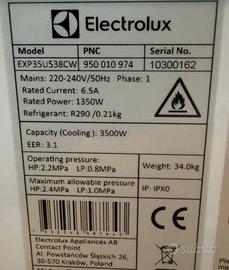 Electrolux
Model PNC Serial No.
EXP35US38CW 950 010 974 10300162
Mains: 220-240V/50Hz Phase: 1
Rated Current: 6.5A
Rated Power: 1350W
Refrigerant: R290 /0.21kg
Capacity (Cooling) : 3500W
EER: 3.1
Operating pressure:
HP:2.2MPa LP:0.8MPa
Weight: 34.0kg
Maximum allowable pressure
HP:2.4MPa LP:1.0MPa
IP: IPX0
Electrolux Appliances AB
Contact Point
Al. Powstańców Śląskich 26
30-570 Kraków
Poland